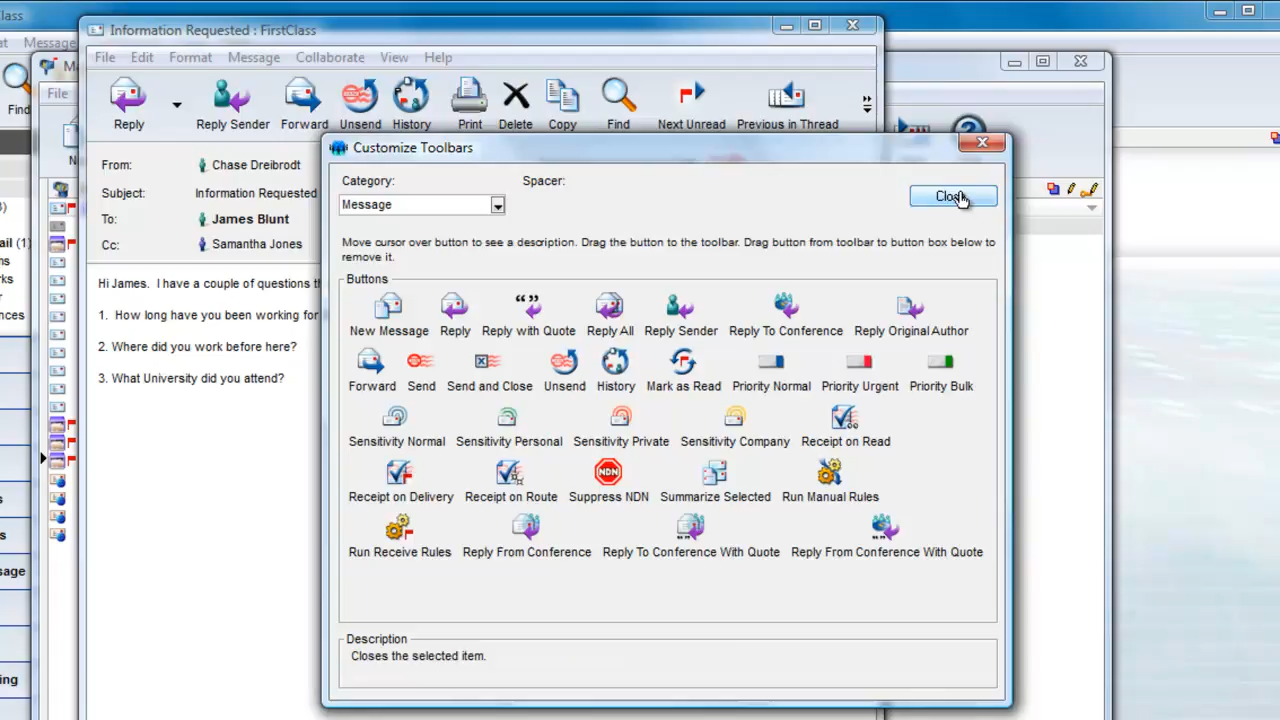 Class
Information Requested : FirstClass
Message
File Edit Format Message Collaborate View Help
File
Find
Reply Reply Sender Forward Unsend History Print Delete Copy Find Next Unread Previous in Thread
From: Chase Dreibrodt
Subject: Information Requested
To: James Blunt
Cc: Samantha Jones
Hi James. I have a couple of questions
1. How long have you been working for
2. Where did you work before here?
3. What University did you attend?
Customize Toolbars
Category: Spacer:
Message
Move cursor over button to see a description. Drag the button to the toolbar. Drag button from toolbar to button box below to
remove it.
Buttons
New Message Reply Reply with Quote Reply All Reply Sender Reply To Conference Reply Original Author
Forward Send Send and Close Unsend History Mark as Read Priority Normal Priority Urgent Priority Bulk
Sensitivity Normal Sensitivity Personal Sensitivity Private Sensitivity Company Receipt on Read
Receipt on Delivery Receipt on Route NDN Suppress NDN Summarize Selected Run Manual Rules
Run Receive Rules Reply From Conference Reply To Conference With Quote Reply From Conference With Quote
Description
Closes the selected item.